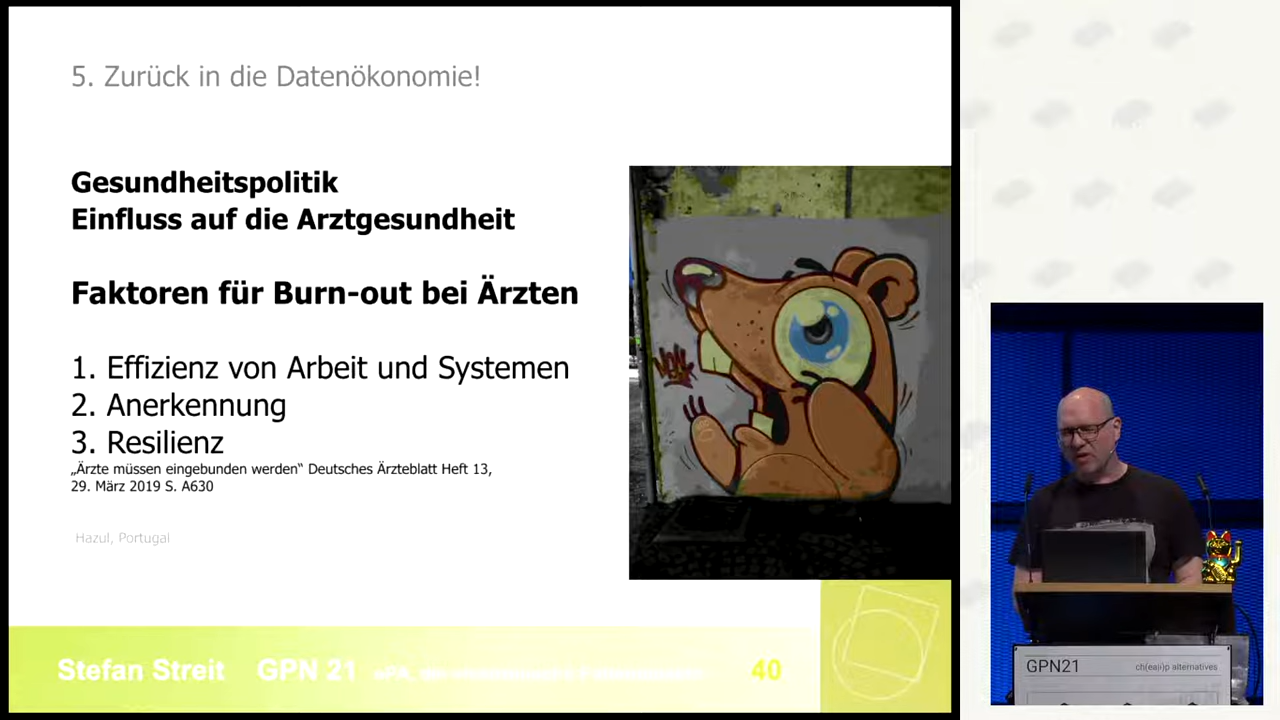 5. Zurück in die Datenökonomie!
Gesundheitspolitik
Einfluss auf die Arztgesundheit
Faktoren für Burn-out bei Ärzten
1. Effizienz von Arbeit und Systemen
2. Anerkennung
3. Resilienz
„Ärzte müssen eingebunden werden“ Deutsches Ärzteblatt Heft 13,
29. März 2019 S. A630
Hazul, Portugal
Stefan Streit GPN 21
40
GPN21 ch(ea|i)p alternatives